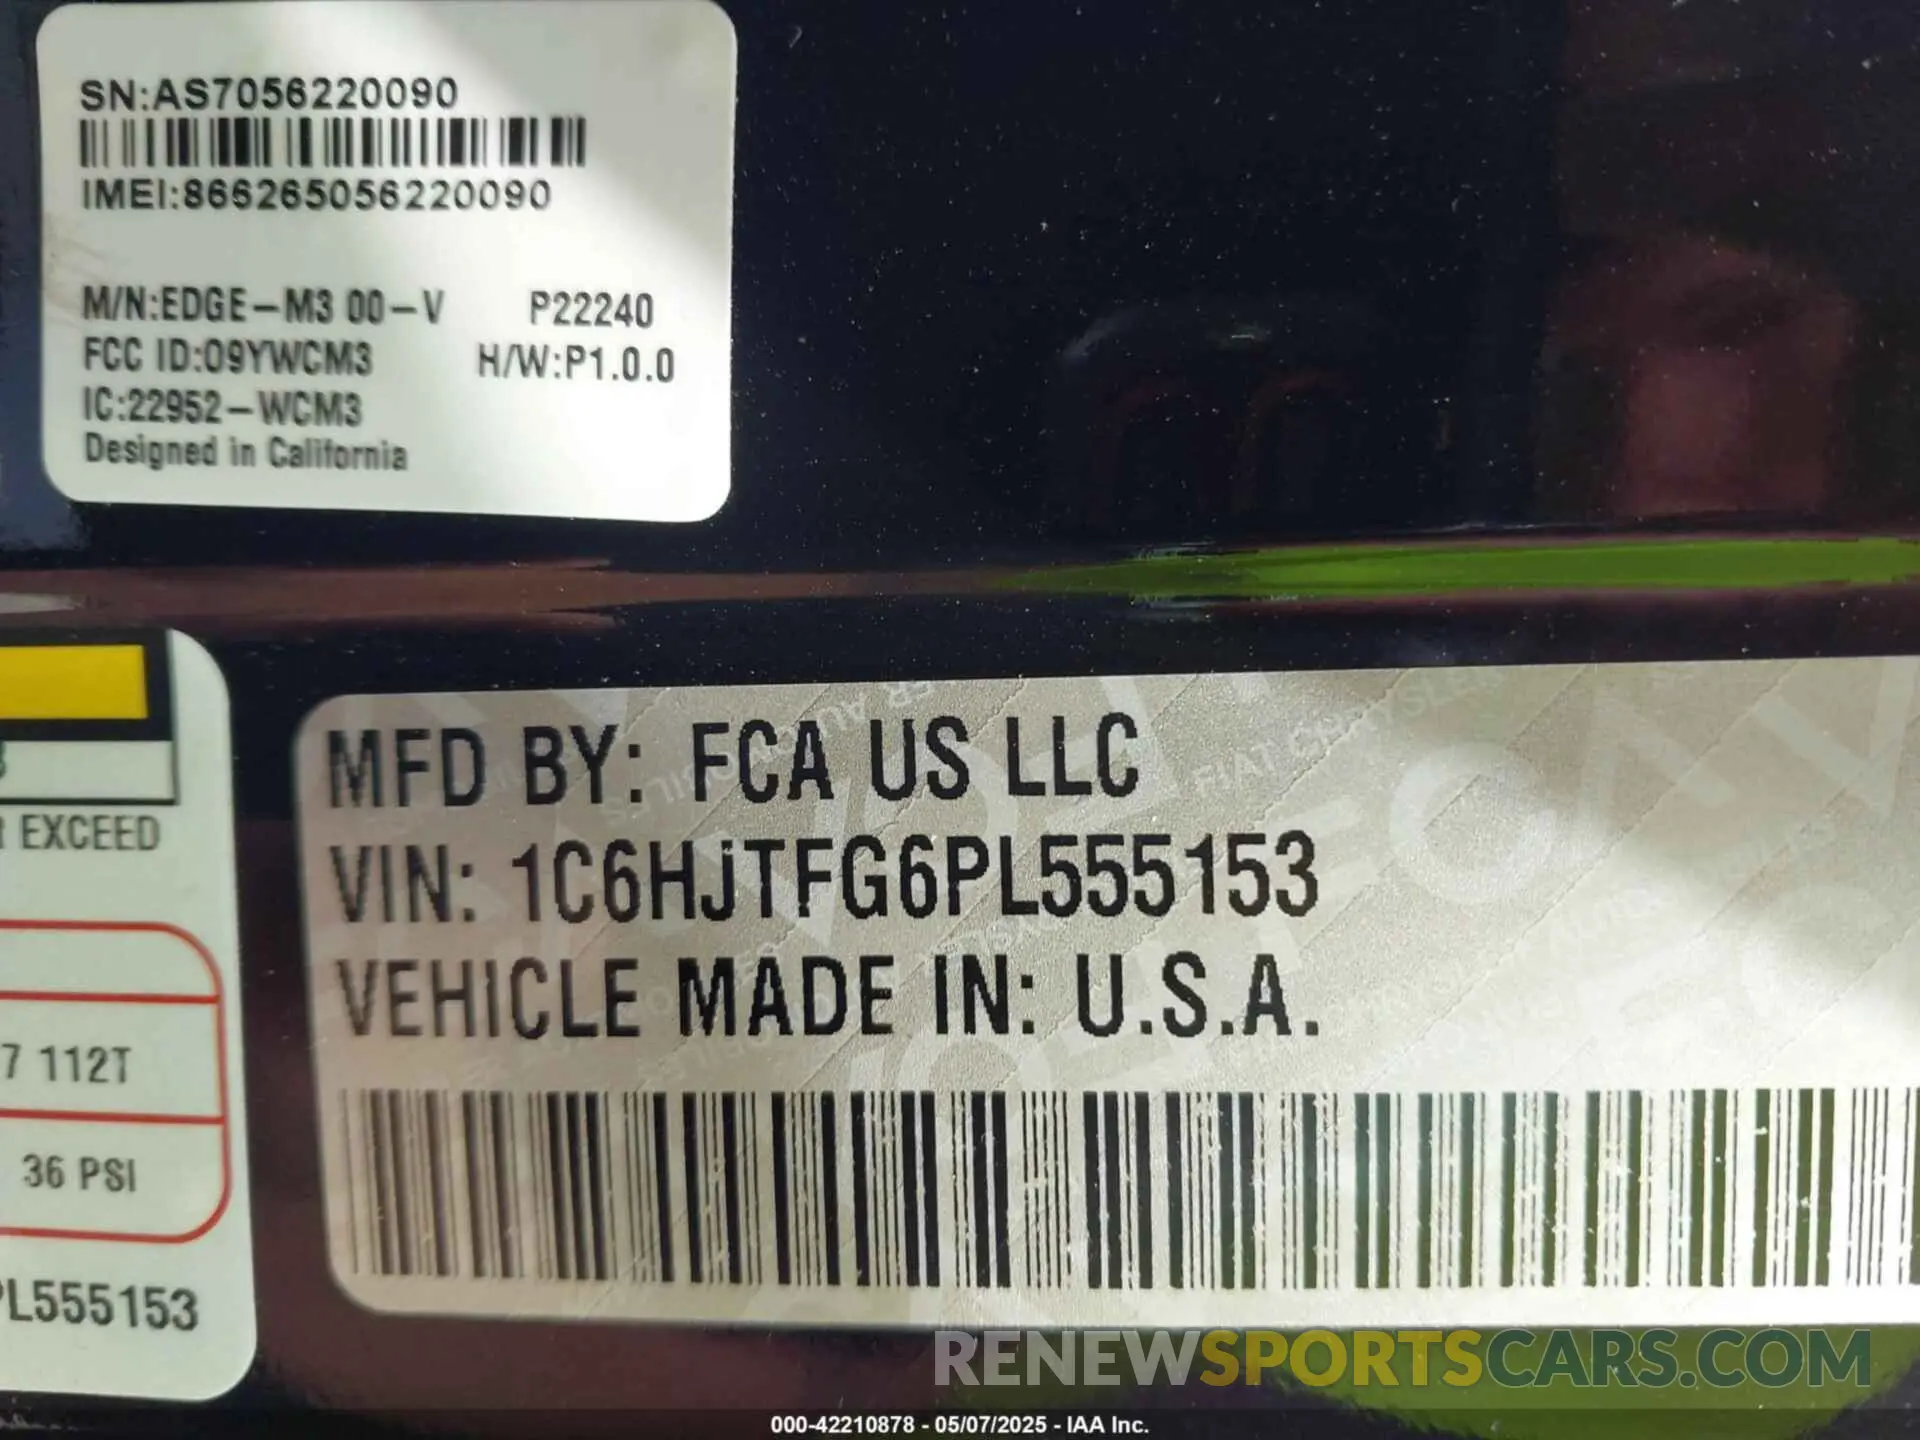 SN:AS7056220090
IMEI:866265056220090
M/N:EDGE-M3 00-V P22240
FCC ID:O9YWCM3 H/W:P1.0.0
IC:22952-WCM3
Designed in California
EXCEED
7 112T
36 PSI
PL555153
MFD BY: FCA US LLC
VIN: 1C6HJTFG6PL555153
VEHICLE MADE IN: U.S.A.
RENEWSPORTSCARS.COM
000-42210878 - 05/07/2025 - IAA Inc.